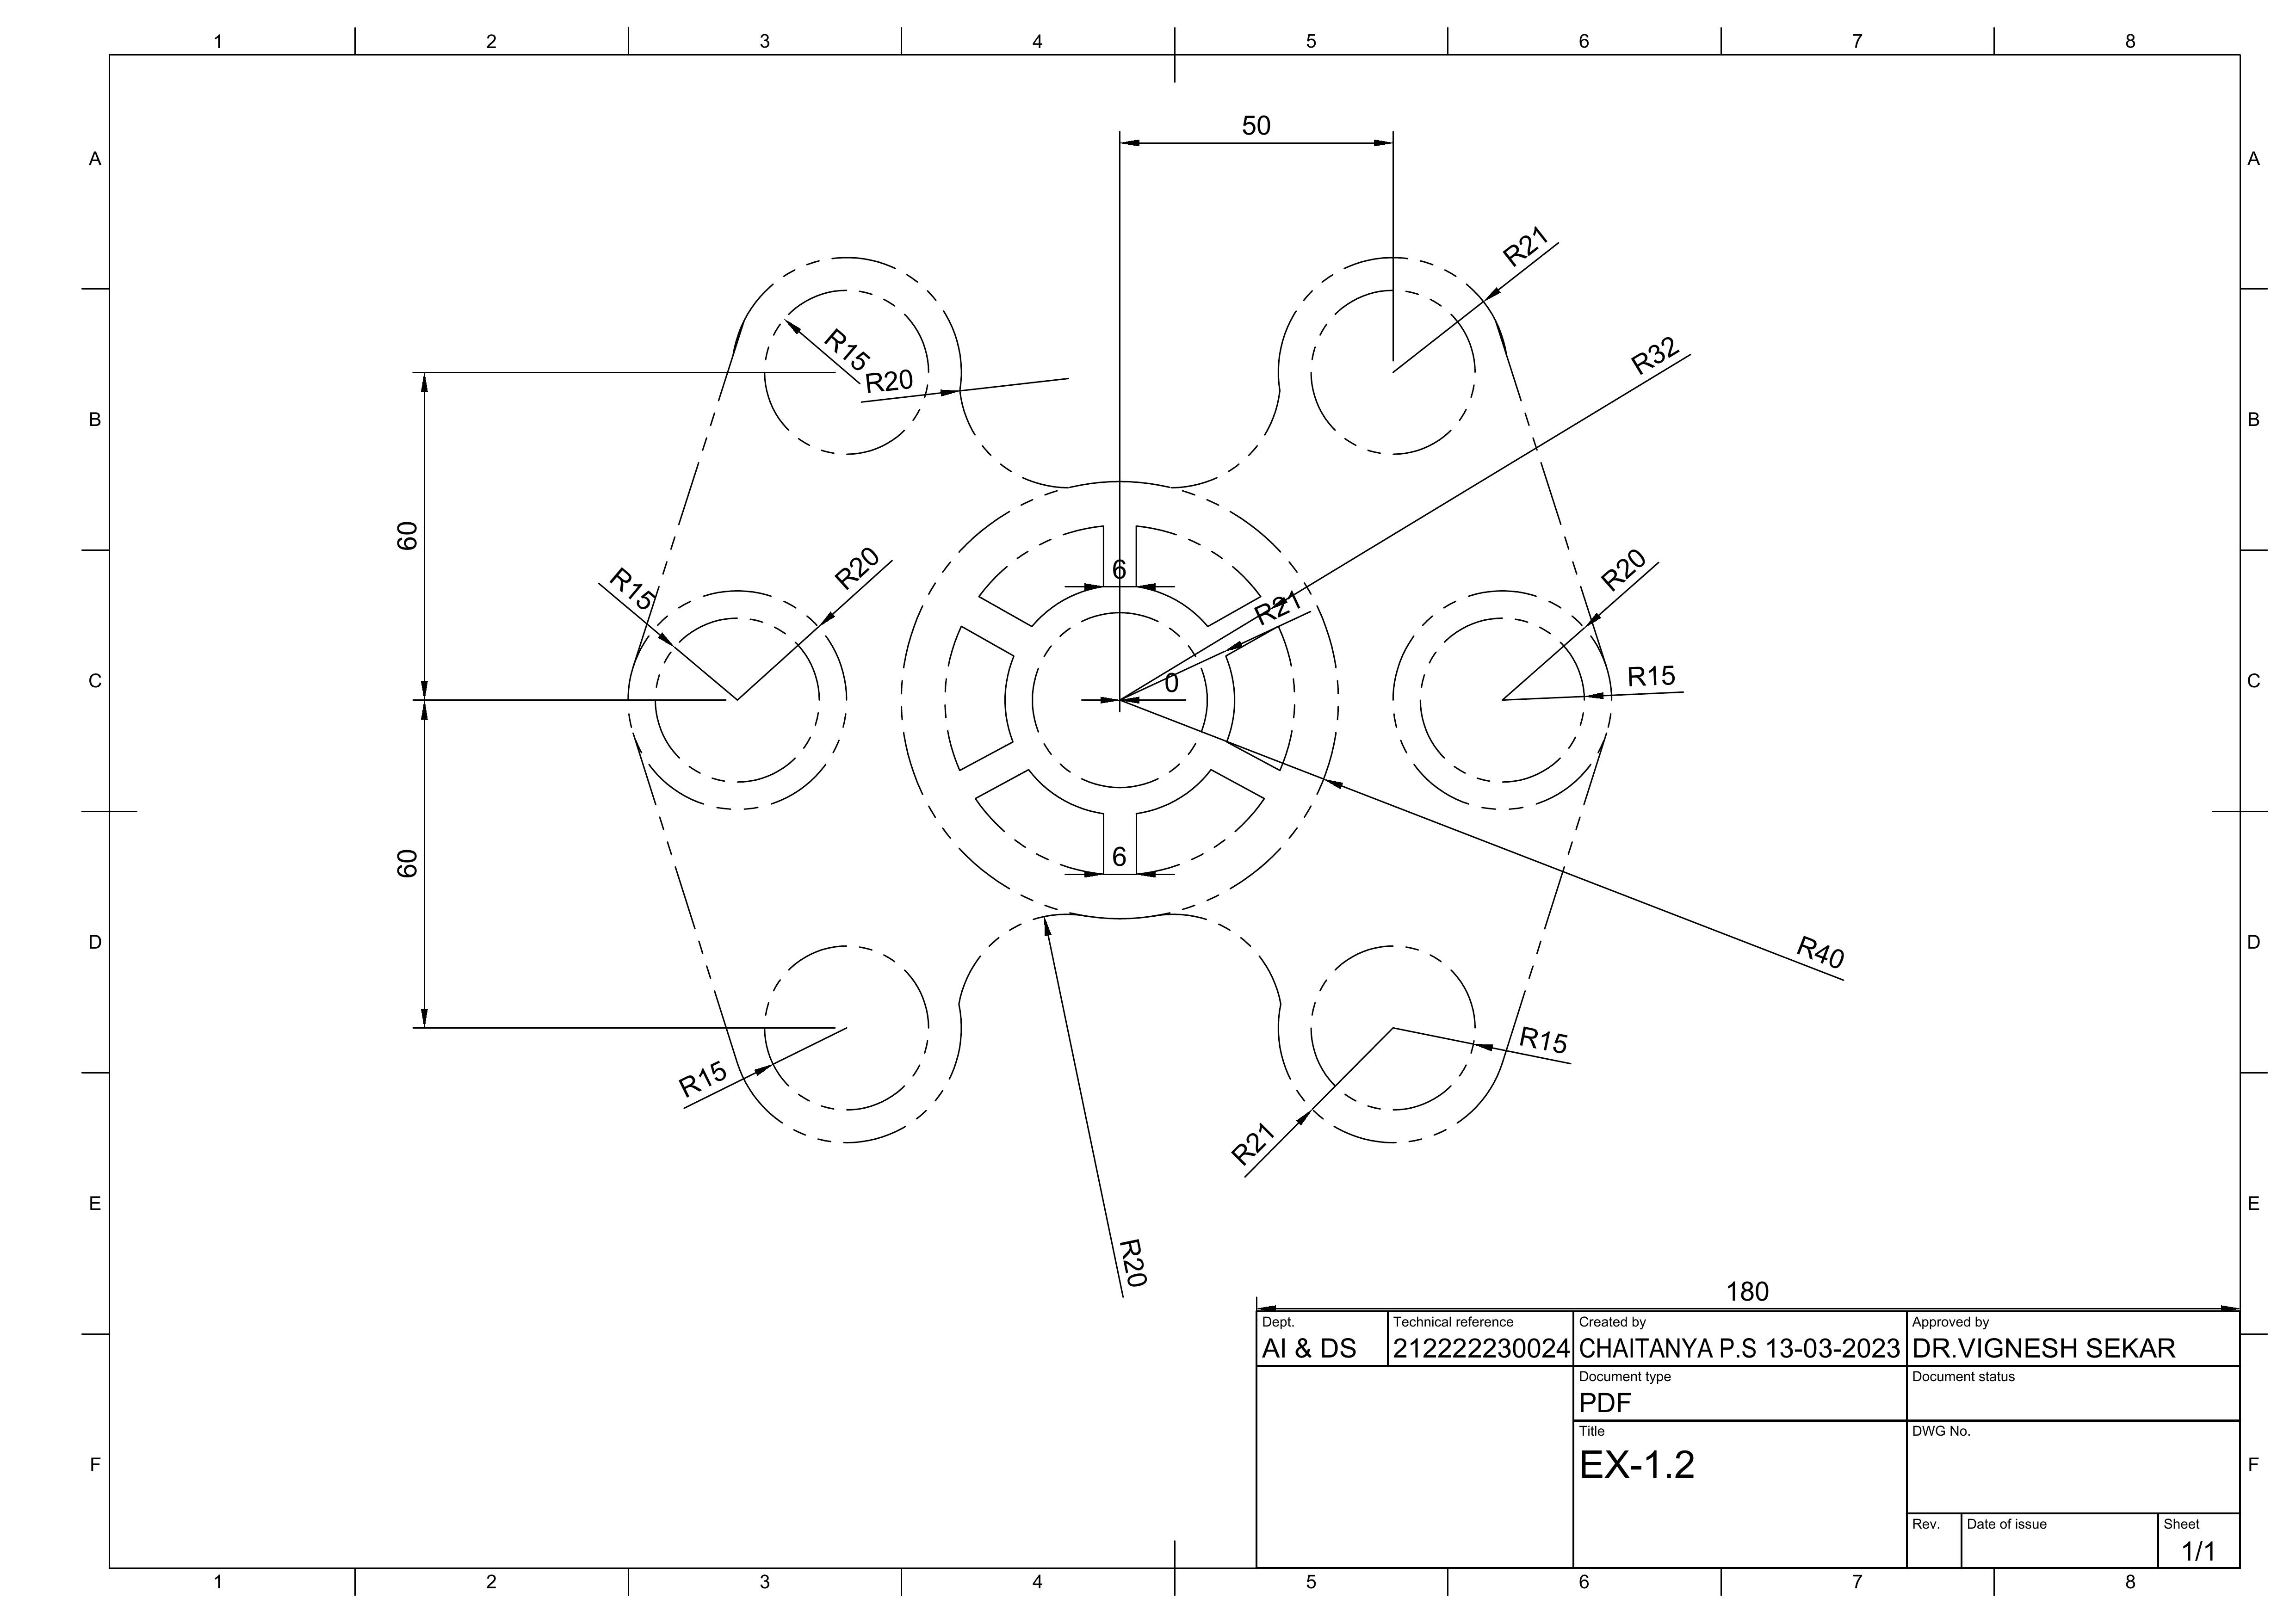 1 2 3 4 5 6 7 8
50
A A
R21
R32
R15
R20
B B
60
6
R15 R20 R20
R21
C 0 R15 C
60
6
D R40 D
R15
R15
R21
E E
R20
180
Dept. Technical reference Created by Approved by
AI & DS 212222230024 CHAITANYA P.S 13-03-2023 DR.VIGNESH SEKAR
Document type Document status
PDF
Title DWG No.
EX-1.2
F F
Rev. Date of issue Sheet
1/1
1 2 3 4 5 6 7 8